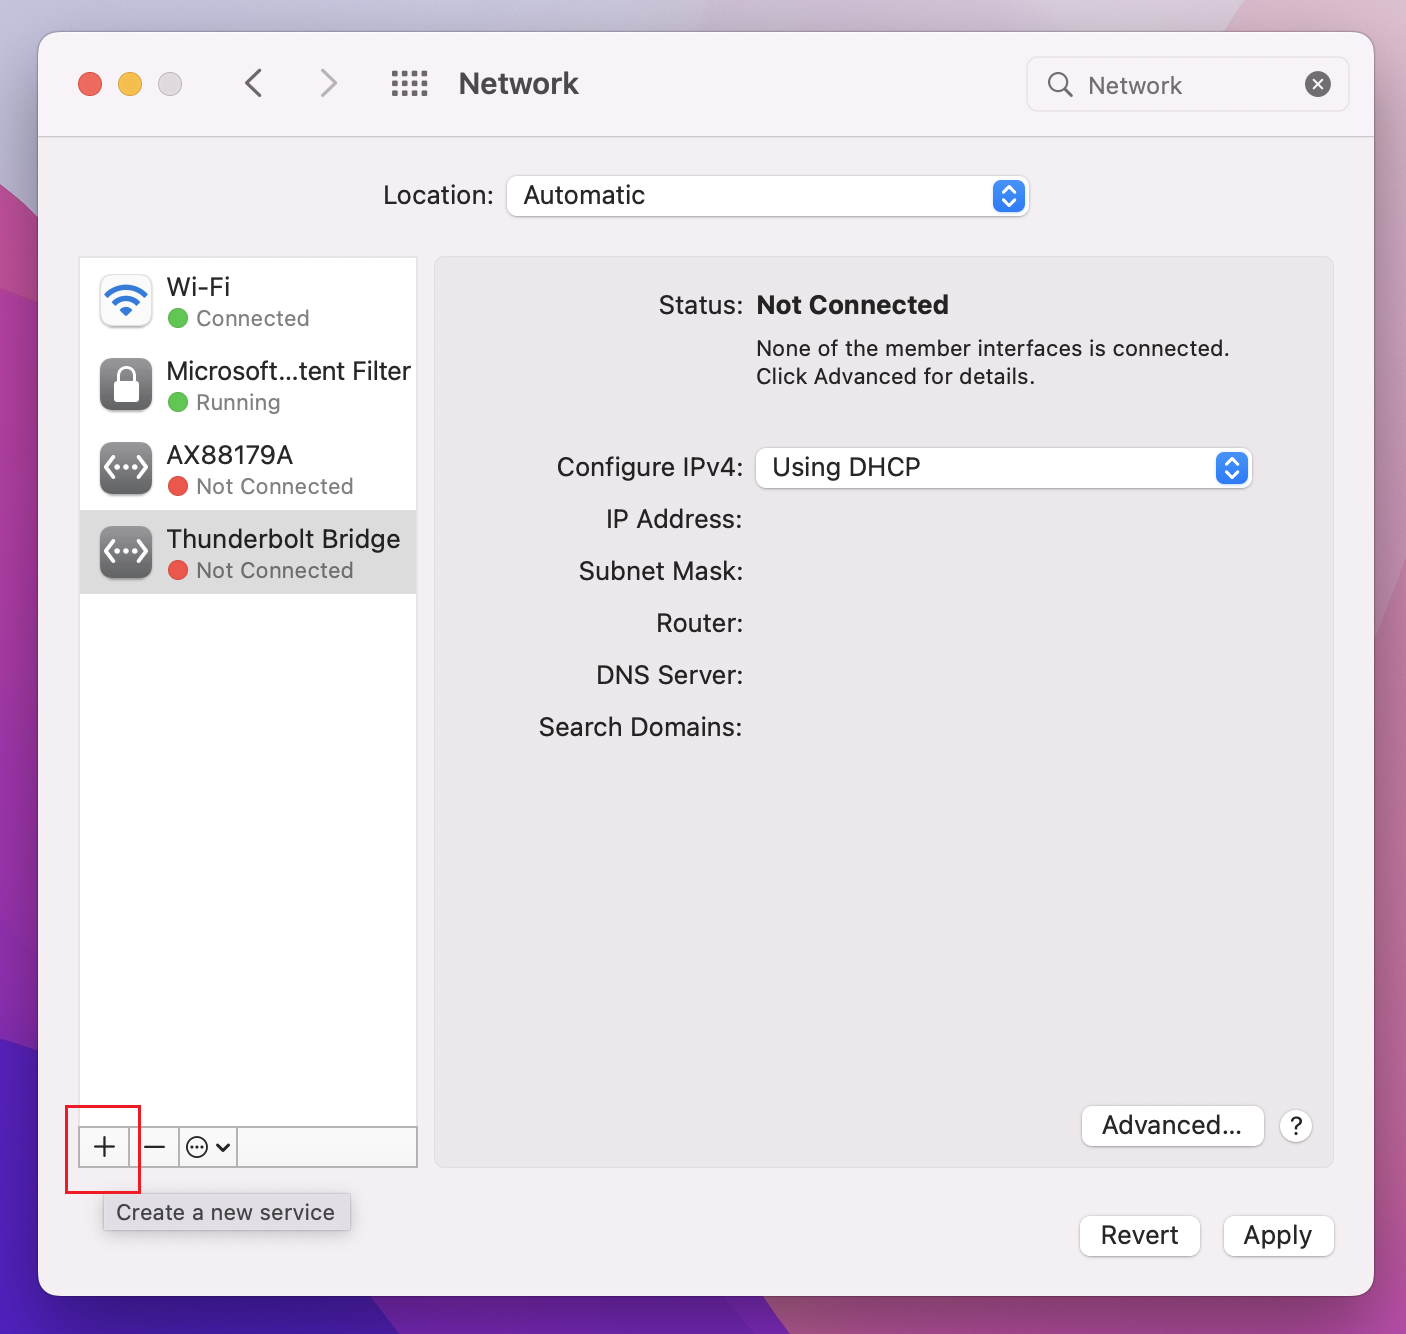 Network
Network
Location: Automatic
Wi-Fi
Connected
Microsoft...tent Filter
Running
AX88179A
Not Connected
Thunderbolt Bridge
Not Connected
Status: Not Connected
None of the member interfaces is connected.
Click Advanced for details.
Configure IPv4: Using DHCP
IP Address:
Subnet Mask:
Router:
DNS Server:
Search Domains:
Advanced...
?
Create a new service
Revert
Apply